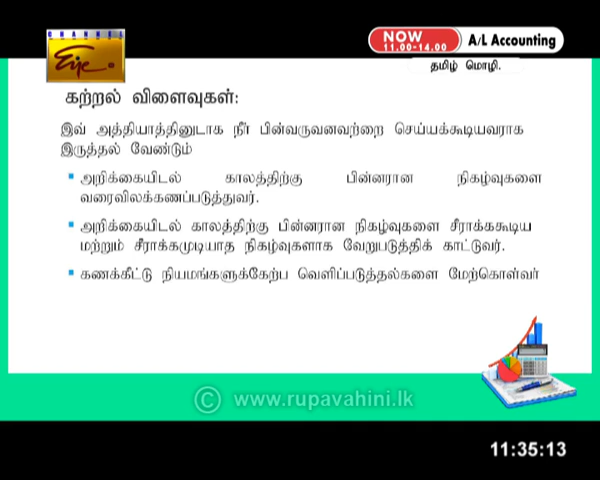 CHANNEL
Eye
NOW
11.00-14.00
A/L Accounting
தமிழ் மொழி.
கற்றல் விளைவுகள்:
இவ் அத்தியாத்தினுடாக நீர் பின்வருவனவற்றை செய்யக்கூடியவராக
இருத்தல் வேண்டும்
▪ அறிக்கையிடல் காலத்திற்கு பின்னரான நிகழ்வுகளை
வரைவிலக்கணப்படுத்துவர்.
▪ அறிக்கையிடல் காலத்திற்கு பின்னரான நிகழ்வுகளை சீராக்ககூடிய
மற்றும் சீராக்கமுடியாத நிகழ்வுகளாக வேறுபடுத்திக் காட்டுவர்.
▪ கணக்கீட்டு நியமங்களுக்கேற்ப வெளிப்படுத்தல்களை மேற்கொள்வர்
© www.rupavahini.lk
11:35:13